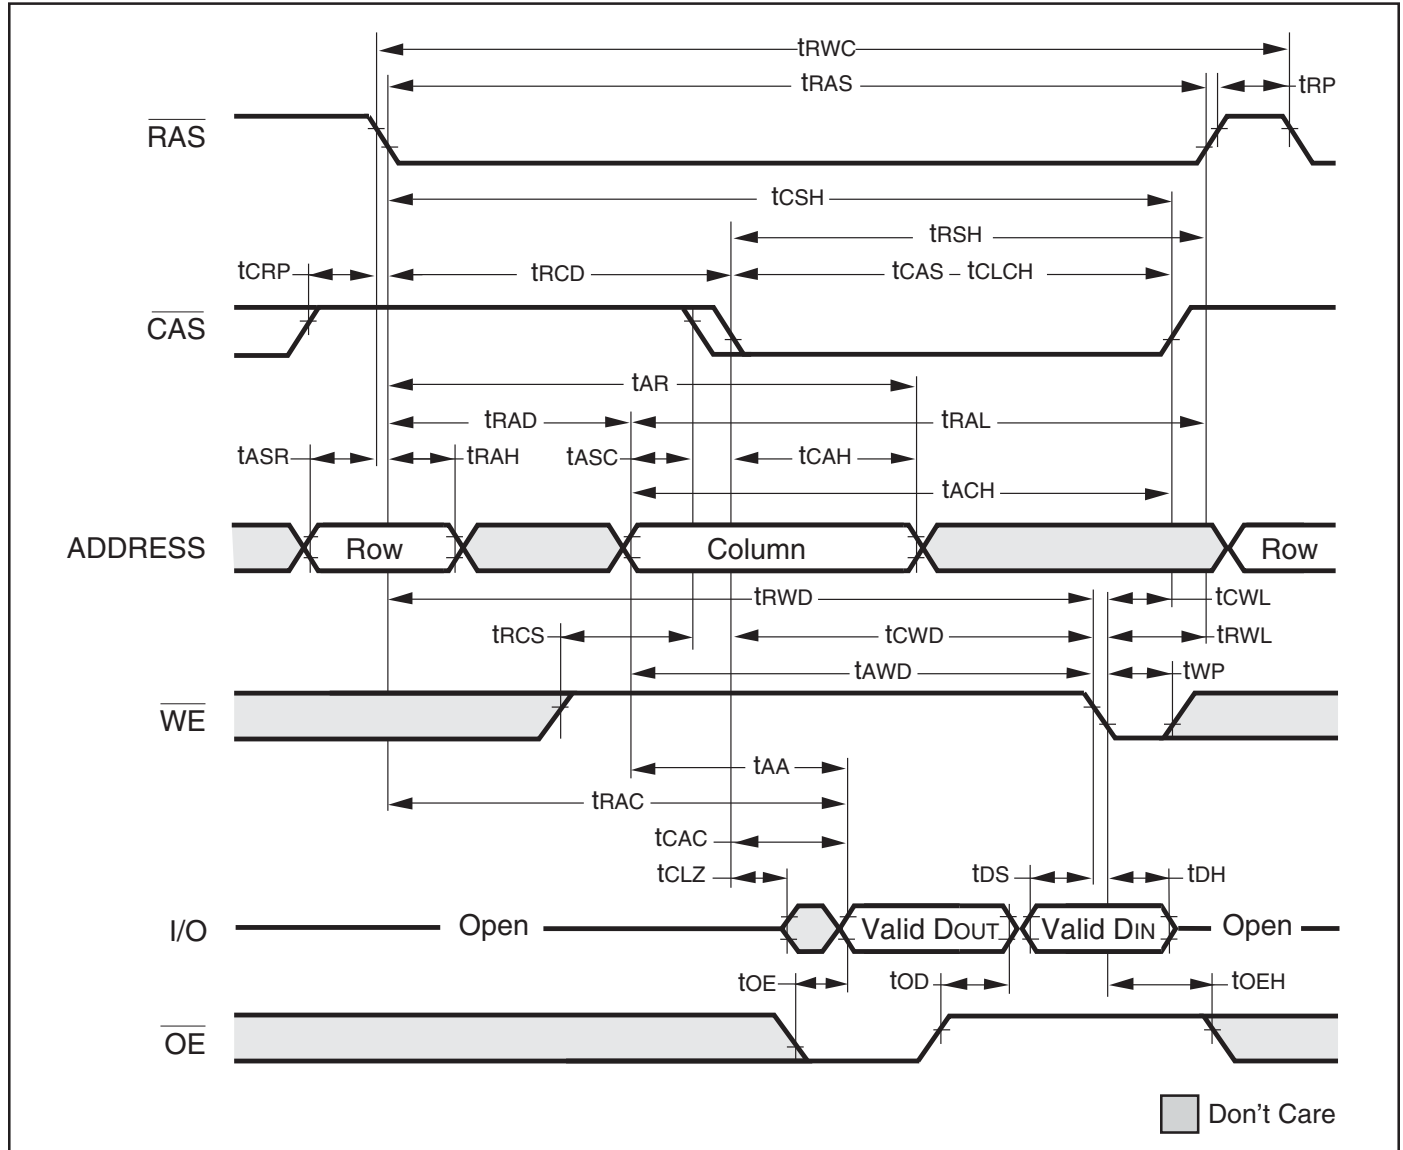 tRWC
tRAS
tRP
RAS
tCSH
tRSH
tCRP
tRCD
tCAS – tCLCH
CAS
tAR
tRAD
tRAL
tASR
tRAH
tASC
tCAH
tACH
ADDRESS
Row
Column
Row
tRWD
tCWL
tRCS
tCWD
tRWL
tAWD
tWP
WE
tAA
tRAC
tCAC
tCLZ
tDS
tDH
I/O
Open
Valid DOUT
Valid DIN
Open
tOE
tOD
tOEH
OE
Don't Care